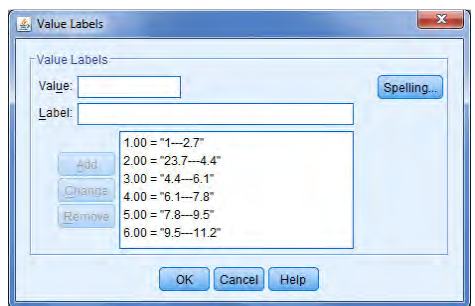 Value Labels
Value Labels
Value:
Spelling...
Label:
1.00 = "1---2.7"
2.00 = "23.7---4.4"
Add
3.00 = "4.4---6.1"
Change
4.00 = "6.1---7.8"
Remove
5.00 = "7.8---9.5"
6.00 = "9.5---11.2"
OK Cancel Help